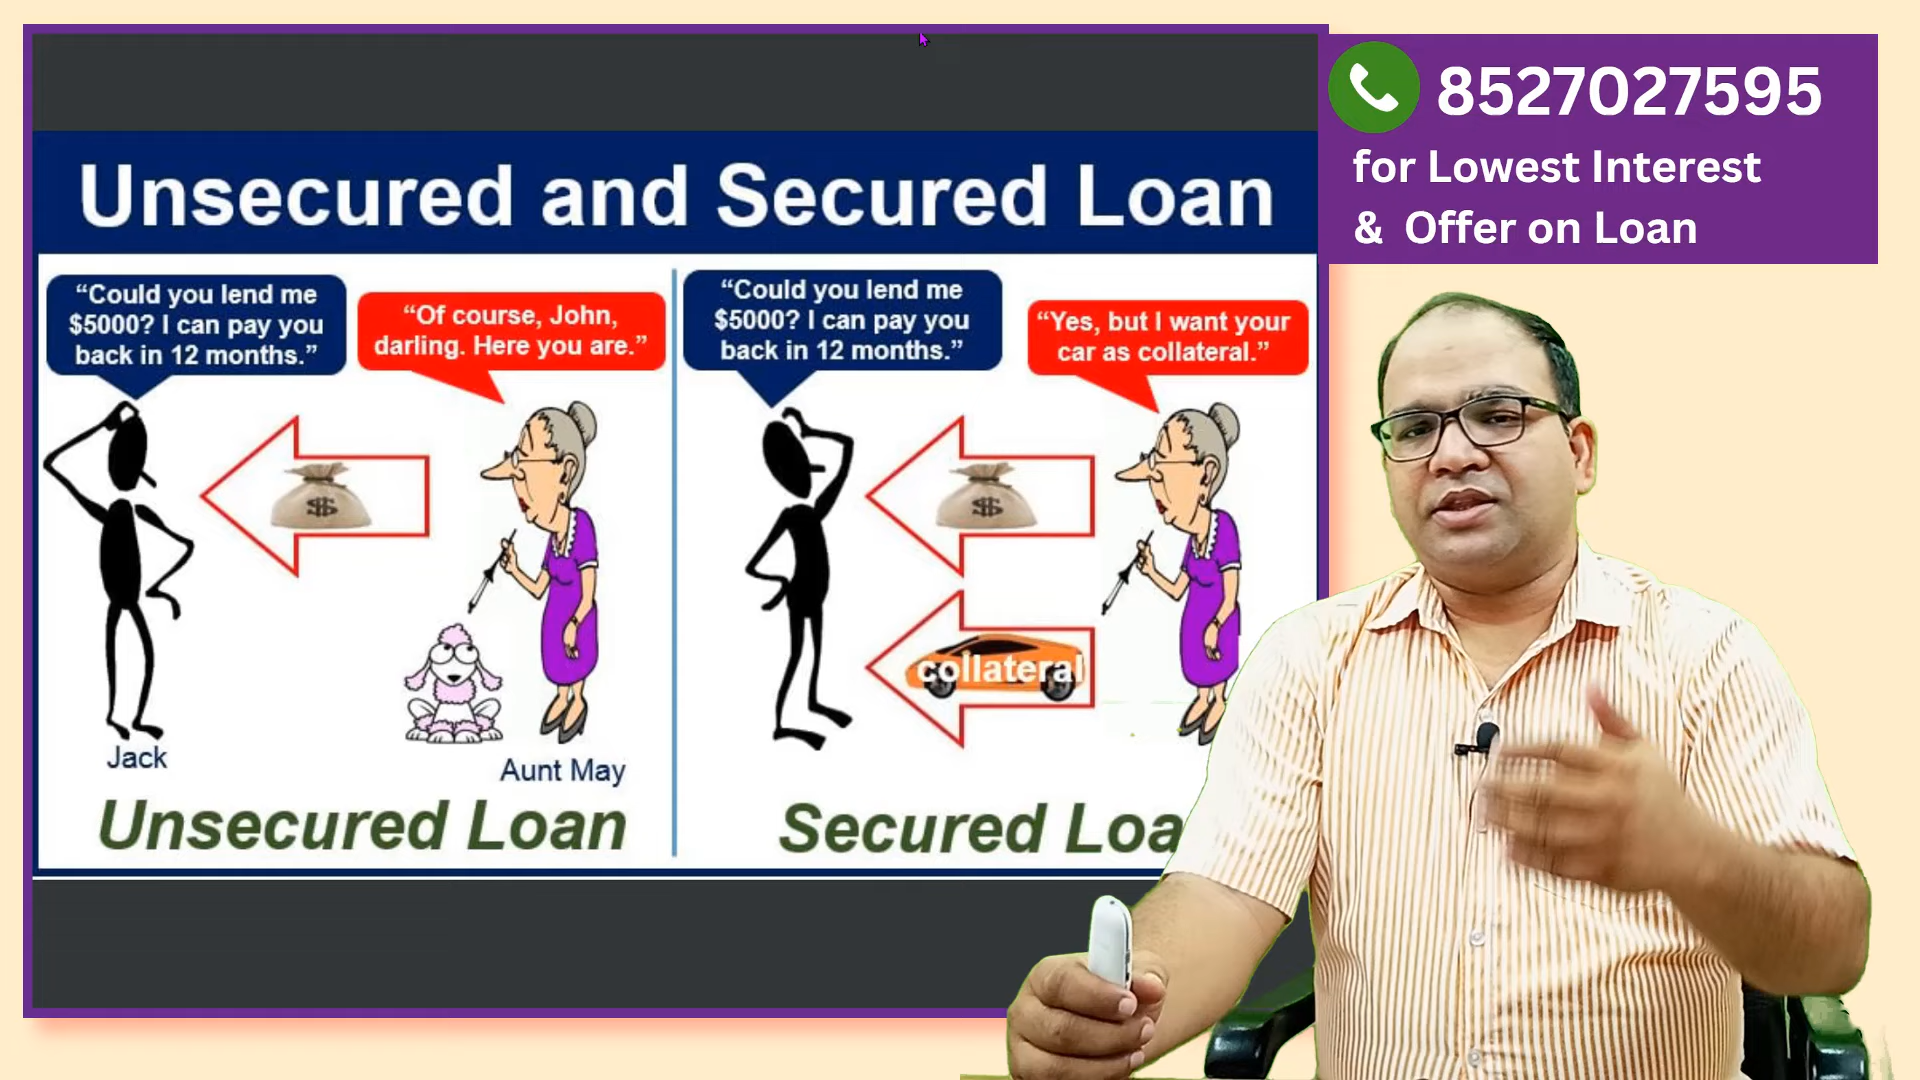 8527027595
for Lowest Interest
& Offer on Loan
Unsecured and Secured Loan
“Could you lend me
$5000? I can pay you
back in 12 months.”
“Of course, John,
darling. Here you are.”
“Could you lend me
$5000? I can pay you
back in 12 months.”
“Yes, but I want your
car as collateral.”
$
$
collateral
Jack
Aunt May
Unsecured Loan
Secured Loa